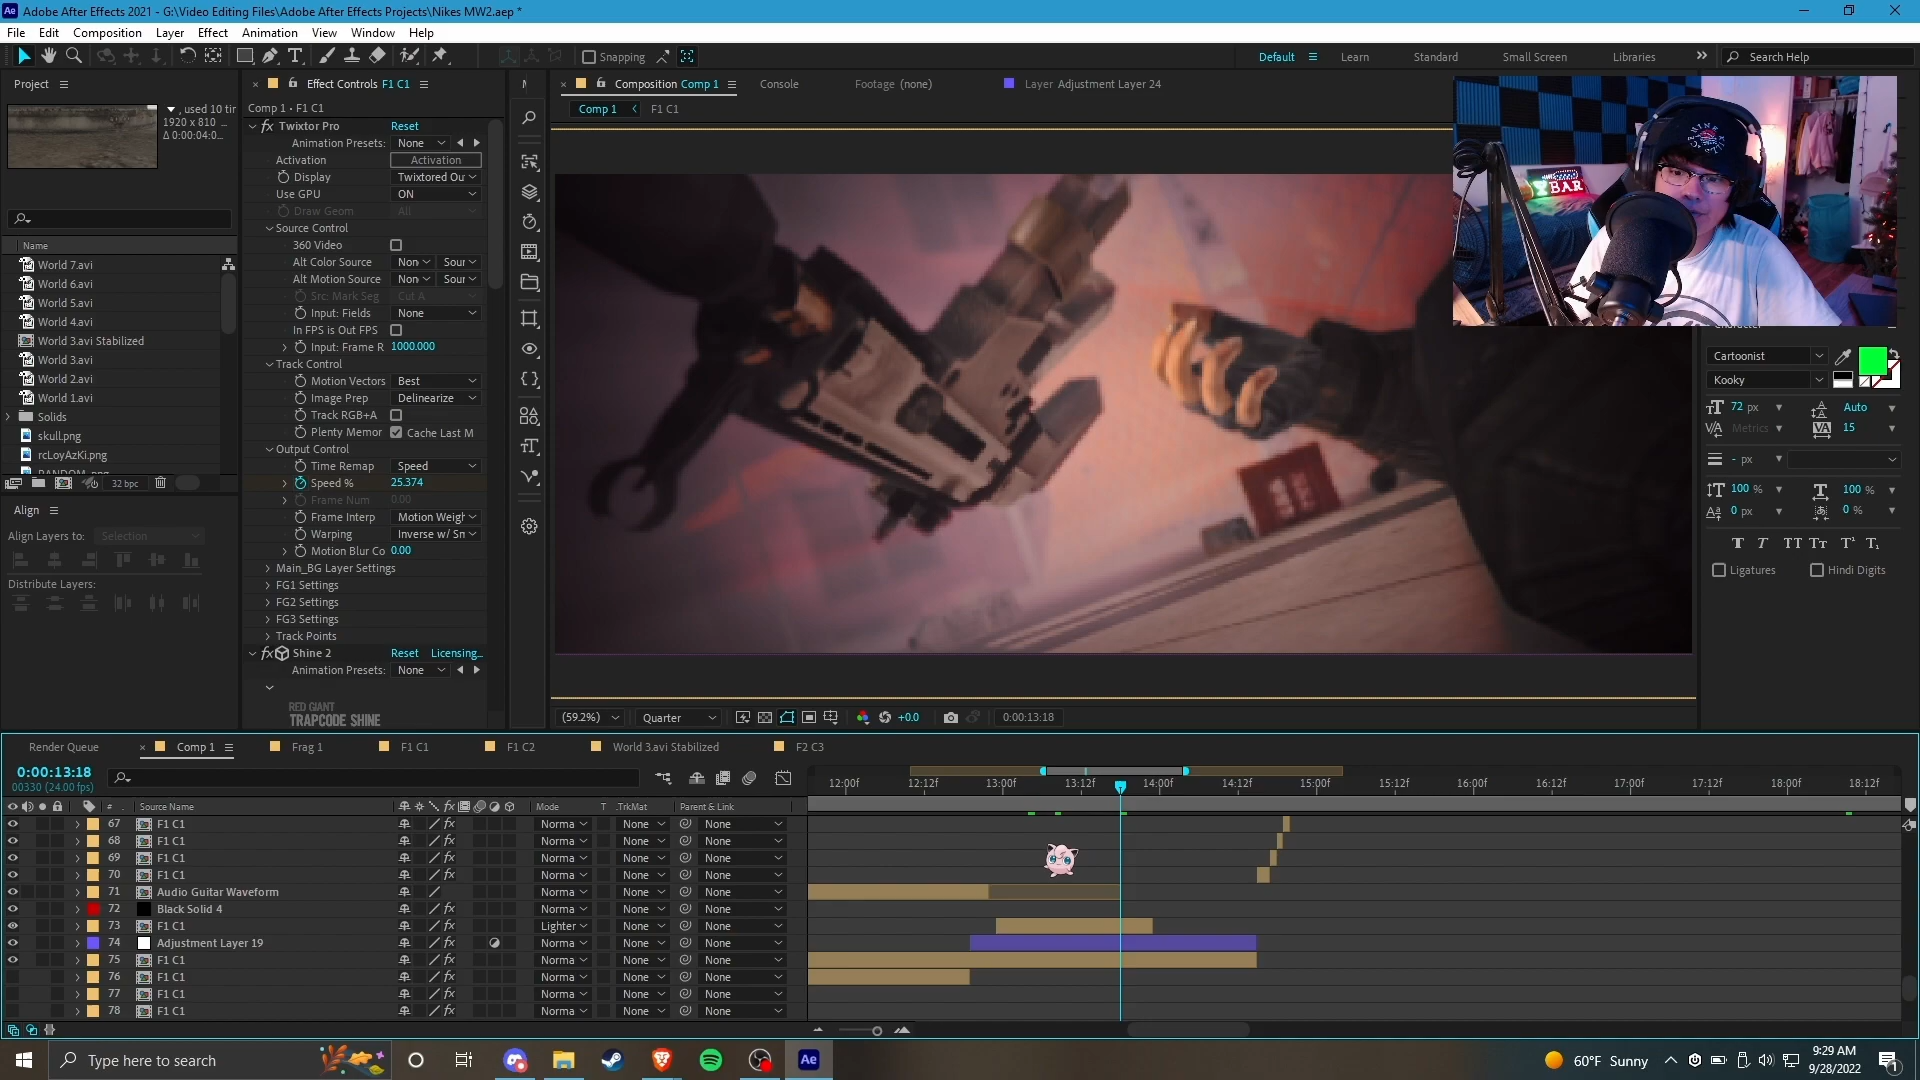 Adobe After Effects 2021 - G:\Video Editing Files\Adobe After Effects Projects\Nikes MW2.aep *
File Edit Composition Layer Effect Animation View Window Help
Snapping
Default Learn Standard Small Screen Libraries Search Help
Project
, used 10 tir
1920 x 810 ...
Δ 0:00:04:0...
Name
World 7.avi
World 6.avi
World 5.avi
World 4.avi
World 3.avi Stabilized
World 3.avi
World 2.avi
World 1.avi
Solids
skull.png
rcLoyAzKi.png
RANDOM.png
32 bpc
Align
Align Layers to: Selection
Distribute Layers:
Effect Controls F1 C1
Comp 1 • F1 C1
Twixtor Pro Reset
Animation Presets: None
Activation Activation
Display Twixtored Ou
Use GPU ON
Draw Geom All
Source Control
360 Video
Alt Color Source Non Sour
Alt Motion Source Non Sour
Src: Mark Seg Cut A
Input: Fields None
In FPS is Out FPS
Input: Frame R 1000.000
Track Control
Motion Vectors Best
Image Prep Delinearize
Track RGB+A
Plenty Memor Cache Last M
Output Control
Time Remap Speed
Speed % 25.374
Frame Num 0.00
Frame Interp Motion Weigh
Warping Inverse w/ Sm
Motion Blur Co 0.00
Main_BG Layer Settings
FG1 Settings
FG2 Settings
FG3 Settings
Track Points
Shine 2 Reset Licensing...
Animation Presets: None
RED GIANT
TRAPCODE SHINE
Composition Comp 1 Console Footage (none) Layer Adjustment Layer 24
Comp 1 F1 C1
BAR
(59.2%) Quarter +0.0 0:00:13:18
Character
Cartoonist
Kooky
72 px Auto
Metrics 15
- px
100 % 100 %
0 px 0 %
T T TT Tt T¹ T₁
Ligatures Hindi Digits
Render Queue Comp 1 Frag 1 F1 C1 F1 C2 World 3.avi Stabilized F2 C3
0:00:13:18
00330 (24.00 fps)
12:00f 12:12f 13:00f 13:12f 14:00f 14:12f 15:00f 15:12f 16:00f 16:12f 17:00f 17:12f 18:00f 18:12f
# Source Name Mode T .TrkMat Parent & Link
67 F1 C1 Norma None None
68 F1 C1 Norma None None
69 F1 C1 Norma None None
70 F1 C1 Norma None None
71 Audio Guitar Waveform Norma None None
72 Black Solid 4 Norma None None
73 F1 C1 Lighter None None
74 Adjustment Layer 19 Norma None None
75 F1 C1 Norma None None
76 F1 C1 Norma None None
77 F1 C1 Norma None None
78 F1 C1 Norma None None
Type here to search
60°F Sunny
9:29 AM
9/28/2022